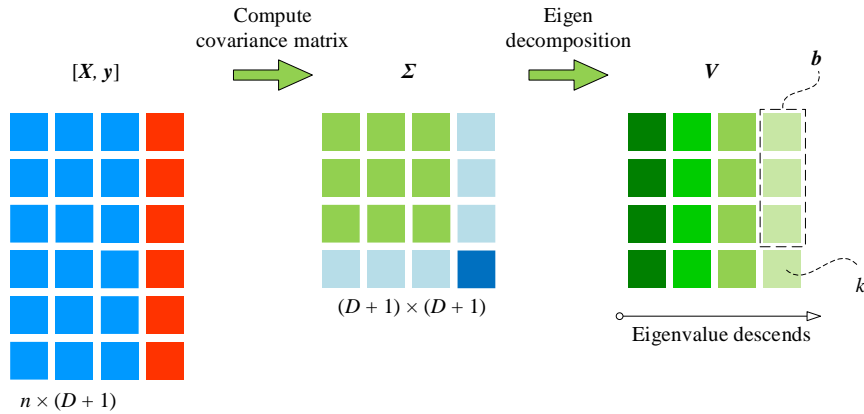 Compute
covariance matrix
Eigen
decomposition
[X, y]
Σ
V
b
k
(D + 1) × (D + 1)
Eigenvalue descends
n × (D + 1)